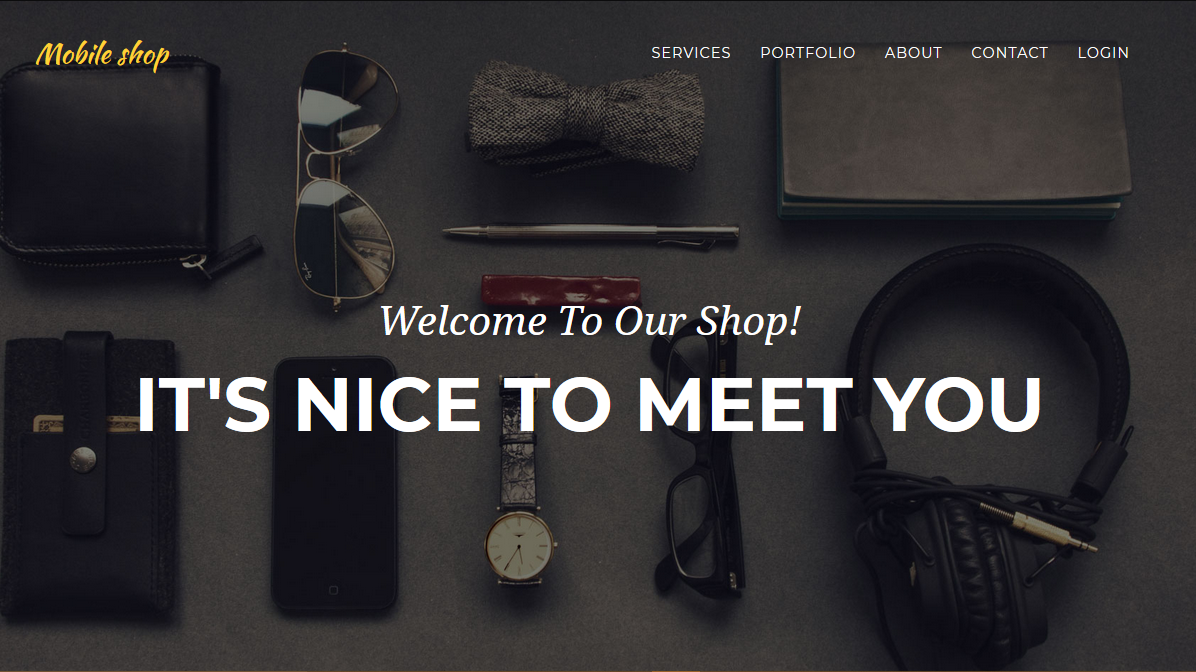 Mobile shop
SERVICES PORTFOLIO ABOUT CONTACT LOGIN
Welcome To Our Shop!
IT'S NICE TO MEET YOU